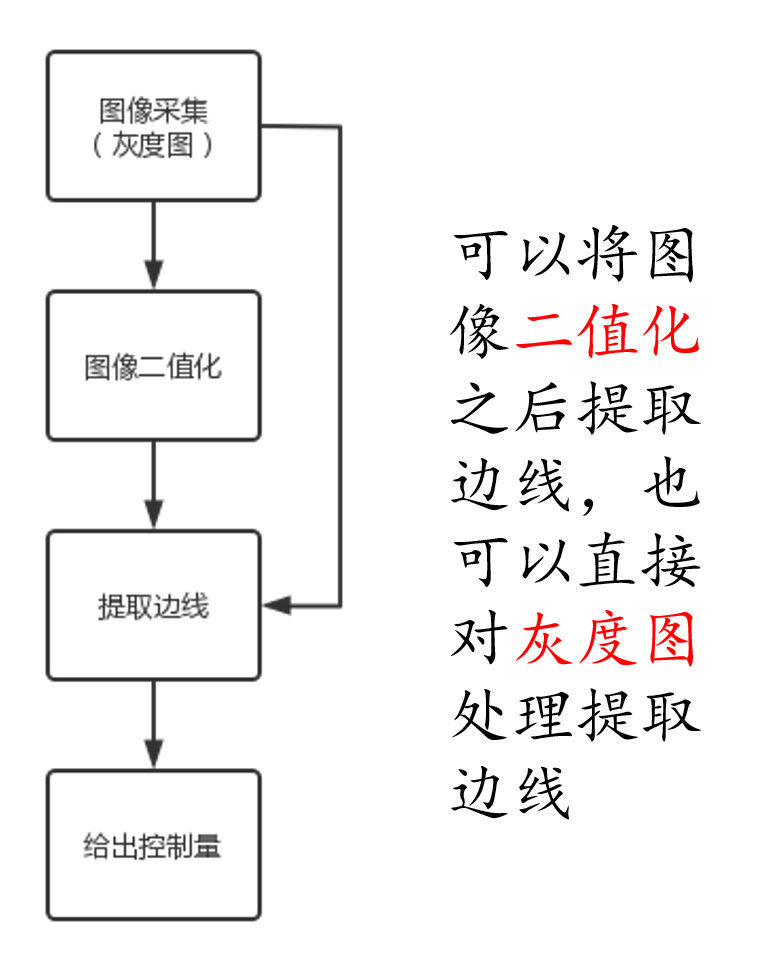 图像采集
（灰度图）
图像二值化
提取边线
给出控制量
可以将图
像二值化
之后提取
边线，也
可以直接
对灰度图
处理提取
边线